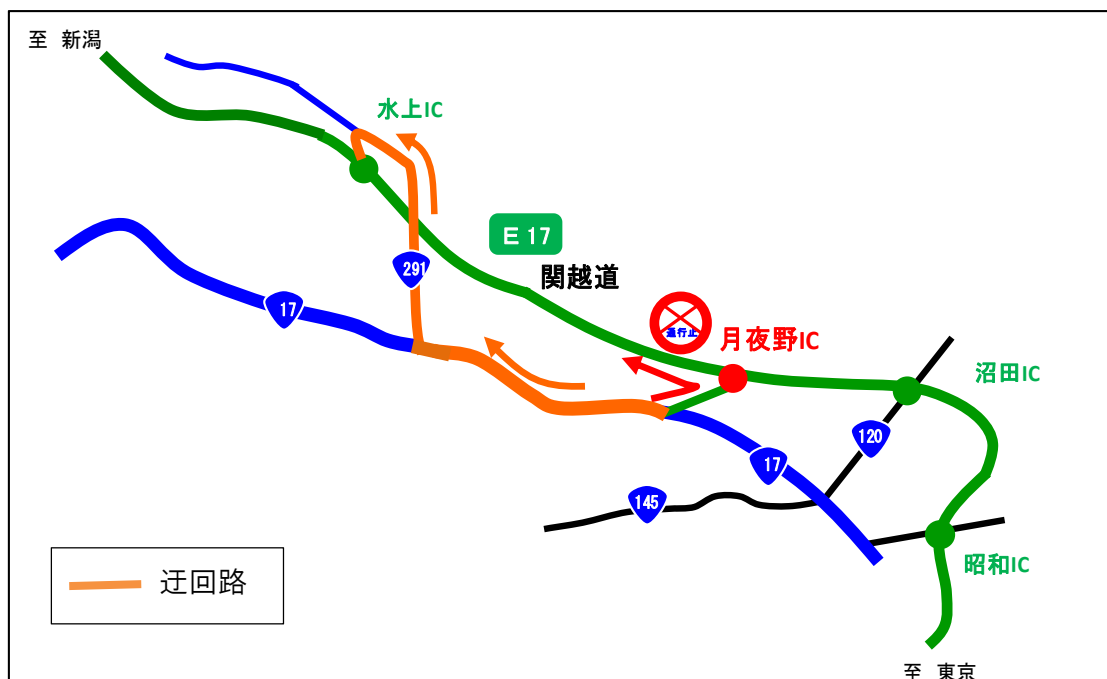 至 新潟
水上IC
E 17
関越道
291
17
通行止
月夜野IC
沼田IC
120
17
145
昭和IC
迂回路
至 東京